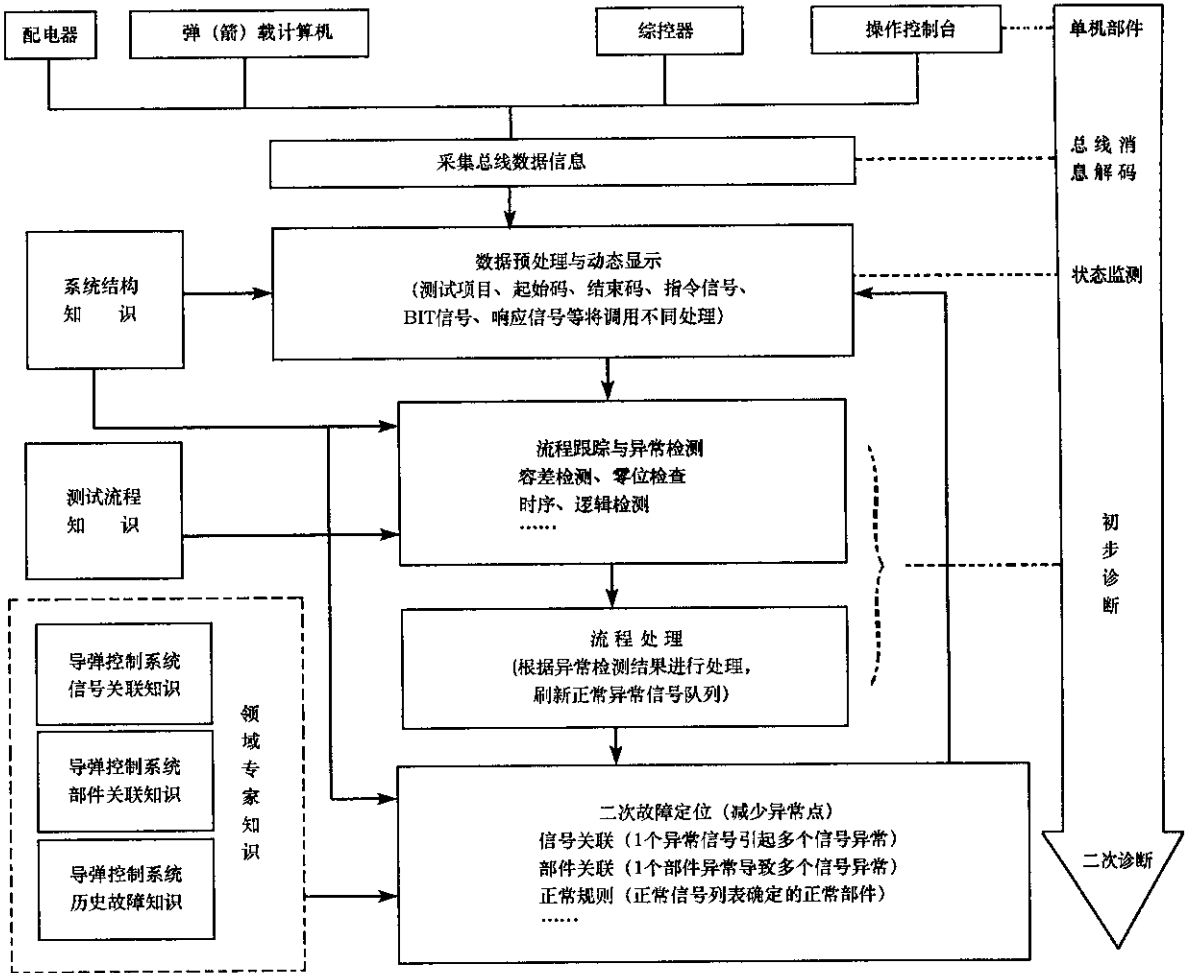 配电器
弹（箭）载计算机
综控器
操作控制台
单机部件
采集总线数据信息
总线消
息解码
系统结构
知 识
数据预处理与动态显示
（测试项目、起始码、结束码、指令信号、
BIT信号、响应信号等将调用不同处理）
状态监测
测试流程
知 识
流程跟踪与异常检测
容差检测、零位检查
时序、逻辑检测
……
初
步
诊
断
流程处理
（根据异常检测结果进行处理，
刷新正常异常信号队列）
导弹控制系统
信号关联知识
导弹控制系统
部件关联知识
导弹控制系统
历史故障知识
领
域
专
家
知
识
二次故障定位（减少异常点）
信号关联（1个异常信号引起多个信号异常）
部件关联（1个部件异常导致多个信号异常）
正常规则（正常信号列表确定的正常部件）
……
二次诊断